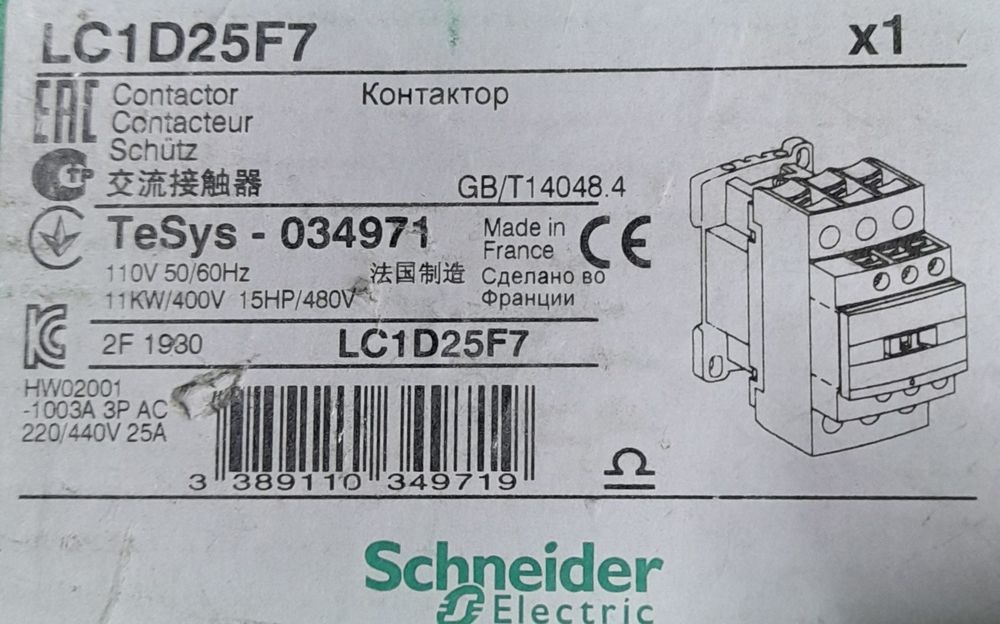 LC1D25F7 x1
EAC Contactor Контактор
Contacteur
Schütz
交流接触器 GB/T14048.4
TeSys - 034971 Made in France CE
110V 50/60Hz 法国制造 Сделано во
11KW/400V 15HP/480V Франции
2F 1930 LC1D25F7
HW02001
-1003A 3P AC
220/440V 25A
3 389110 349719
Schneider
Electric